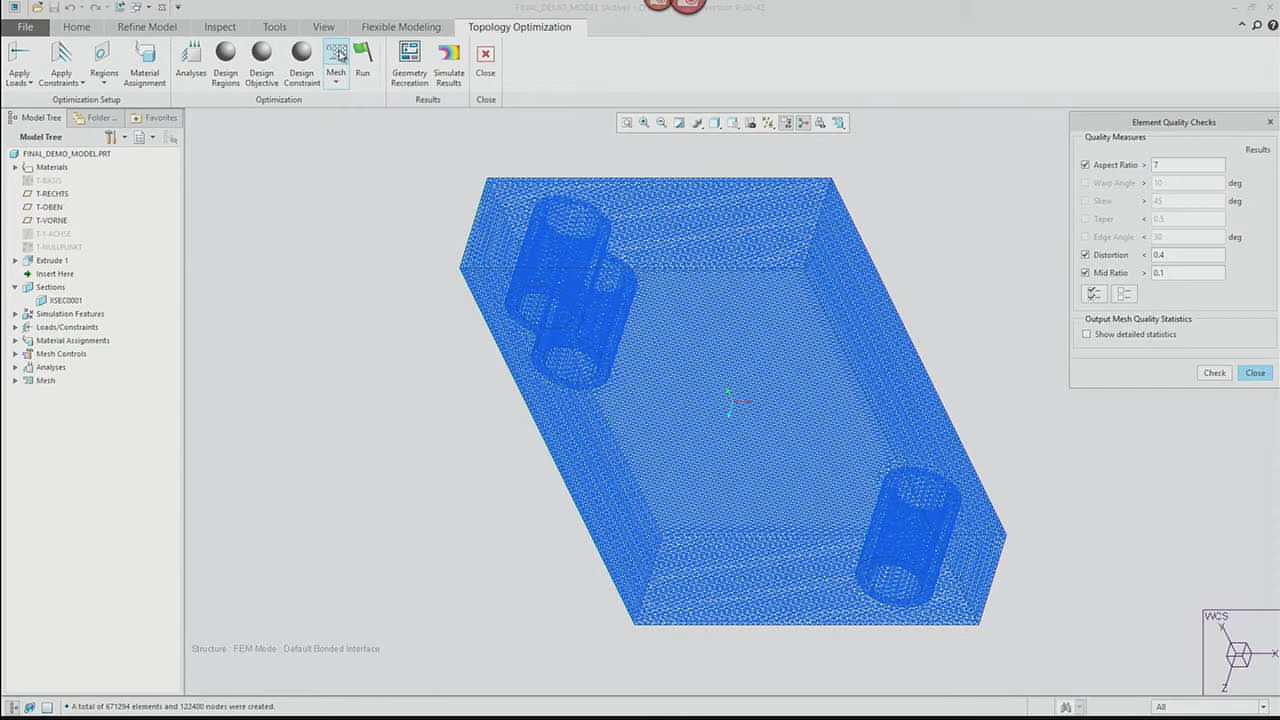 FINAL_DEMO_MODEL (Active)
File Home Refine Model Inspect Tools View Flexible Modeling Topology Optimization
Apply Loads Apply Constraints Regions Material Assignment Analyses Design Regions Design Objective Design Constraint Mesh Run Geometry Recreation Simulate Results Close
Optimization Setup Optimization Results Close
Model Tree Folder... Favorites
Model Tree
FINAL_DEMO_MODEL.PRT
Materials
T-BASIS
T-RECHTS
T-OBEN
T-VORNE
T-Y-ACHSE
T-NULLPUNKT
Extrude 1
Insert Here
Sections
XSEC0001
Simulation Features
Loads/Constraints
Material Assignments
Mesh Controls
Analyses
Mesh
Element Quality Checks
Quality Measures
Results
Aspect Ratio > 7
Warp Angle > 10 deg
Skew > 45 deg
Taper < 0.5
Edge Angle < 30 deg
Distortion < 0.4
Mid Ratio > 0.1
Output Mesh Quality Statistics
Show detailed statistics
Check Close
WCS
Y
X
Z
Structure : FEM Mode : Default Bonded Interface
• A total of 671294 elements and 122400 nodes were created.
All